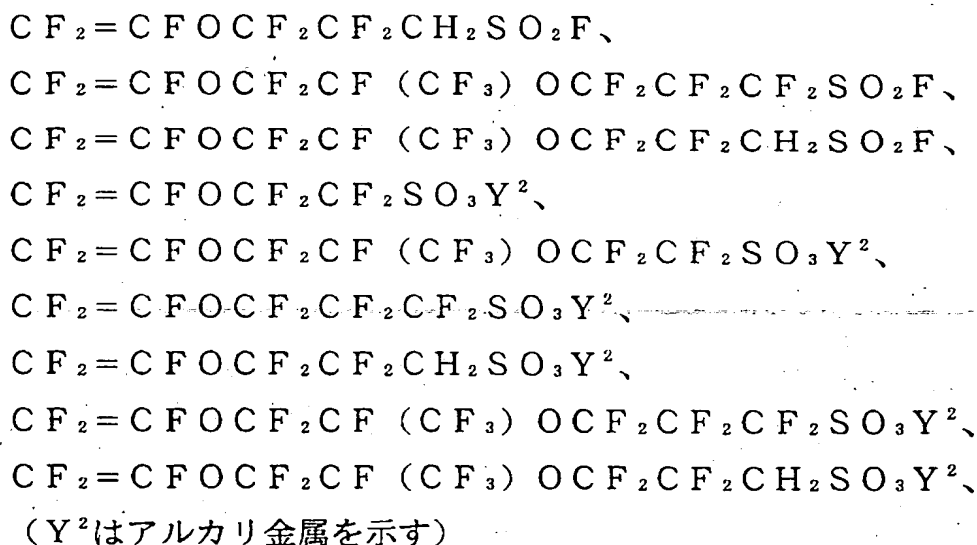 CF₂=CFOCF₂CF₂CH₂SO₂F、
CF₂=CFOCF₂CF(CF₃)OCF₂CF₂CF₂SO₂F、
CF₂=CFOCF₂CF(CF₃)OCF₂CF₂CH₂SO₂F、
CF₂=CFOCF₂CF₂SO₃Y²、
CF₂=CFOCF₂CF(CF₃)OCF₂CF₂SO₃Y²、
CF₂=CFOCF₂CF₂CF₂SO₃Y²、
CF₂=CFOCF₂CF₂CH₂SO₃Y²、
CF₂=CFOCF₂CF(CF₃)OCF₂CF₂CF₂SO₃Y²、
CF₂=CFOCF₂CF(CF₃)OCF₂CF₂CH₂SO₃Y²、
(Y²はアルカリ金属を示す)